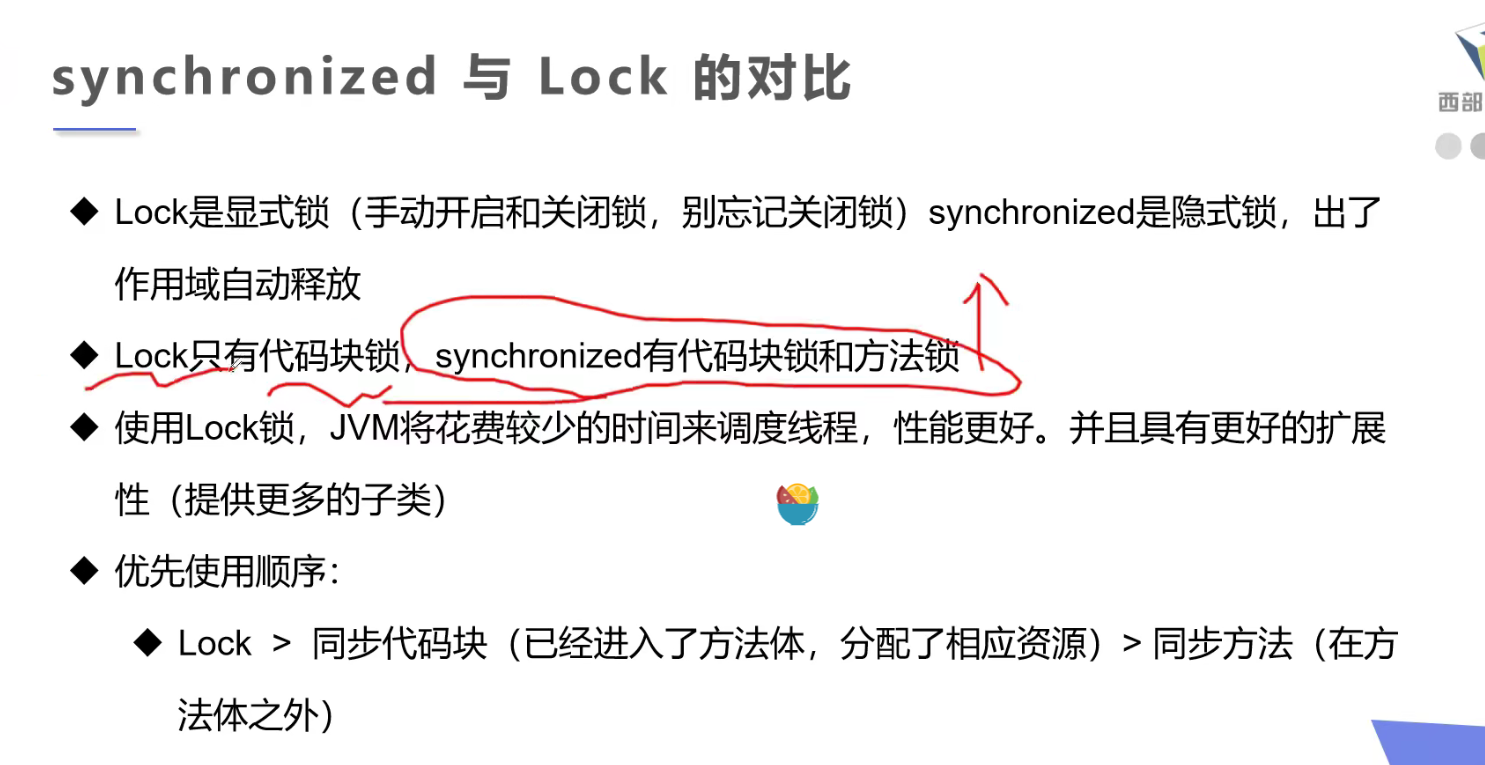 synchronized 与 Lock 的对比
西部
◆ Lock是显式锁（手动开启和关闭锁，别忘记关闭锁）synchronized是隐式锁，出了
作用域自动释放
◆ Lock只有代码块锁，synchronized有代码块锁和方法锁
◆ 使用Lock锁，JVM将花费较少的时间来调度线程，性能更好。并且具有更好的扩展
性（提供更多的子类）
◆ 优先使用顺序：
◆ Lock > 同步代码块（已经进入了方法体，分配了相应资源）> 同步方法（在方
法体之外）